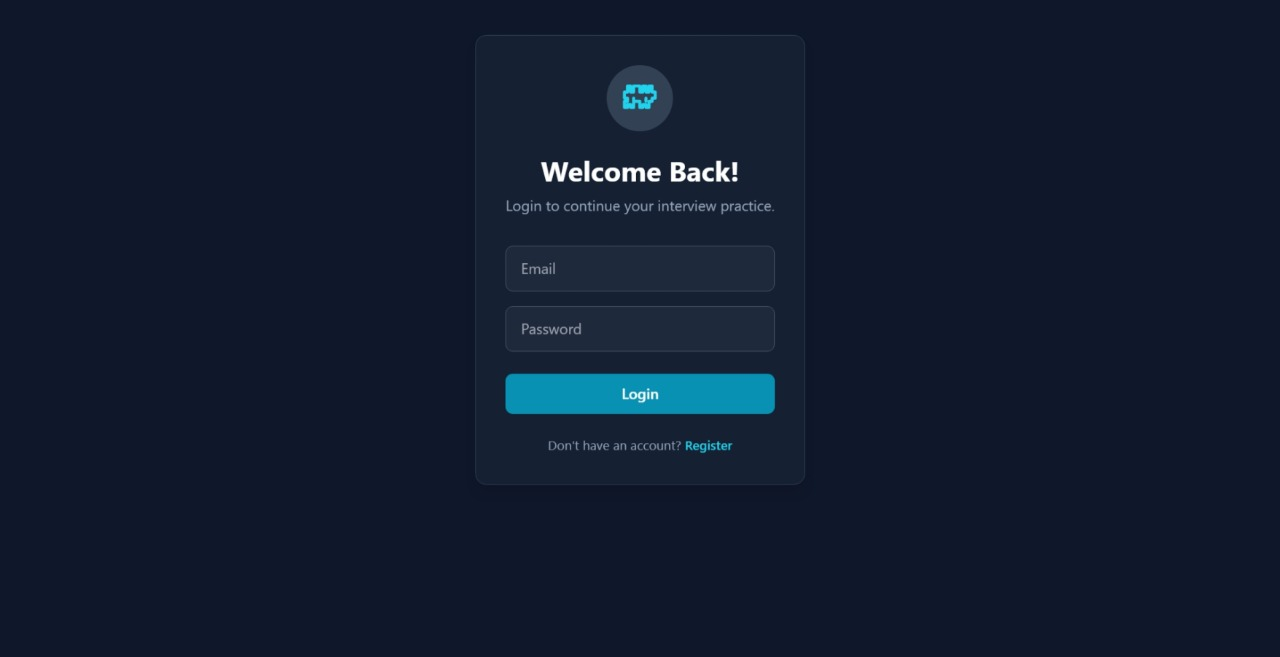 Welcome Back!
Login to continue your interview practice.
Email
Password
Login
Don't have an account? Register